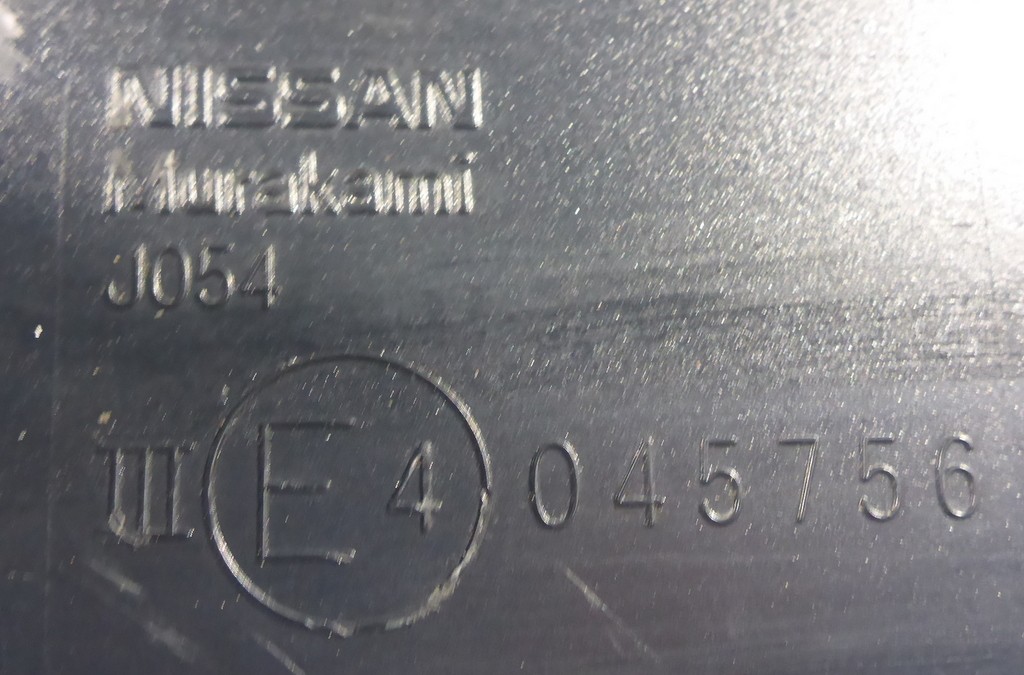 NISSAN
Murakami
J054
III E4 045756